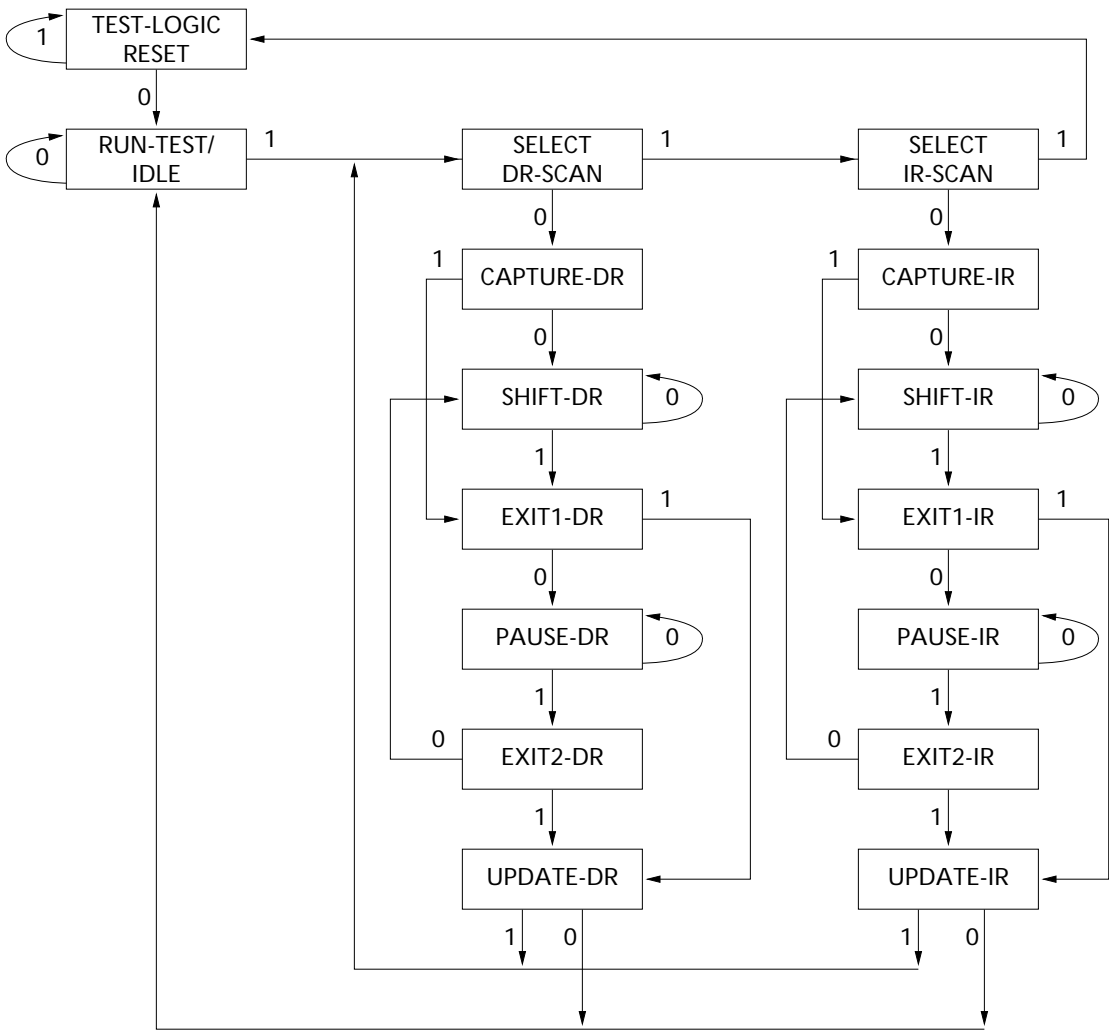 TEST-LOGIC
RESET
1
0
RUN-TEST/
IDLE
0
1
SELECT
DR-SCAN
1
SELECT
IR-SCAN
1
0
0
1
CAPTURE-DR
1
CAPTURE-IR
0
0
SHIFT-DR
0
SHIFT-IR
0
1
1
EXIT1-DR
1
EXIT1-IR
1
0
0
PAUSE-DR
0
PAUSE-IR
0
1
1
0
EXIT2-DR
0
EXIT2-IR
1
1
UPDATE-DR
UPDATE-IR
1
0
1
0